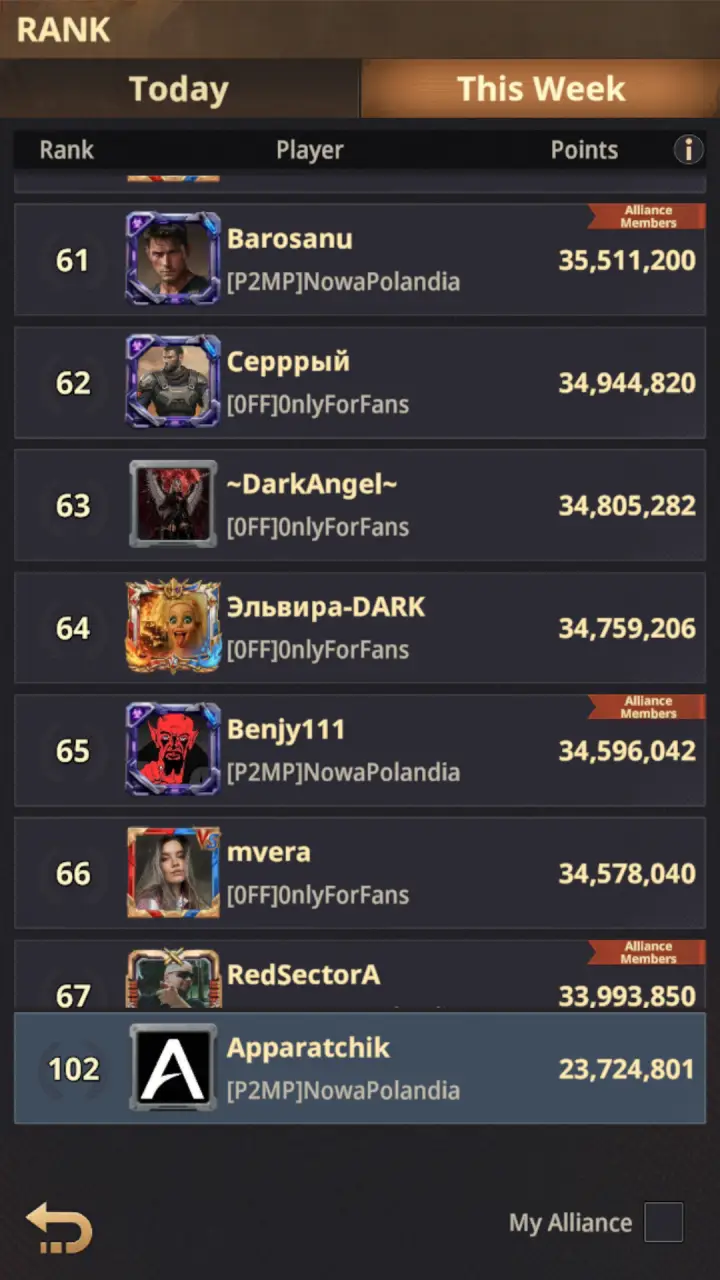 RANK
Today
This Week
Rank
Player
Points
Alliance
Members
61
Barosanu
35,511,200
[P2MP]NowaPolandia
62
Серррый
34,944,820
[0FF]0nlyForFans
63
~DarkAngel~
34,805,282
[0FF]0nlyForFans
64
Эльвира-DARK
34,759,206
[0FF]0nlyForFans
Alliance
Members
65
Benjy111
34,596,042
[P2MP]NowaPolandia
VS
66
mvera
34,578,040
[0FF]0nlyForFans
Alliance
Members
67
RedSectorA
33,993,850
102
Apparatchik
23,724,801
[P2MP]NowaPolandia
My Alliance